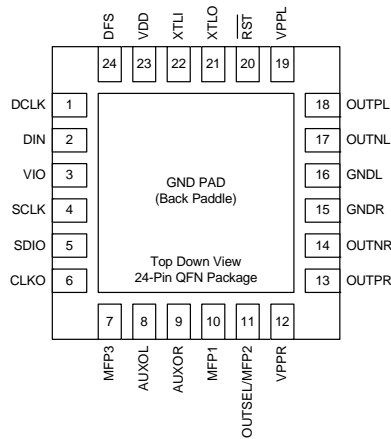 DFS
VDD
XTLI
XTLO
RST
VPPL
24
23
22
21
20
19
DCLK 1
DIN 2
VIO 3
SCLK 4
SDIO 5
CLKO 6
18 OUTPL
17 OUTNL
16 GNDL
15 GNDR
14 OUTNR
13 OUTPR
GND PAD
(Back Paddle)
Top Down View
24-Pin QFN Package
7
8
9
10
11
12
MFP3
AUXOL
AUXOR
MFP1
OUTSEL/MFP2
VPPR